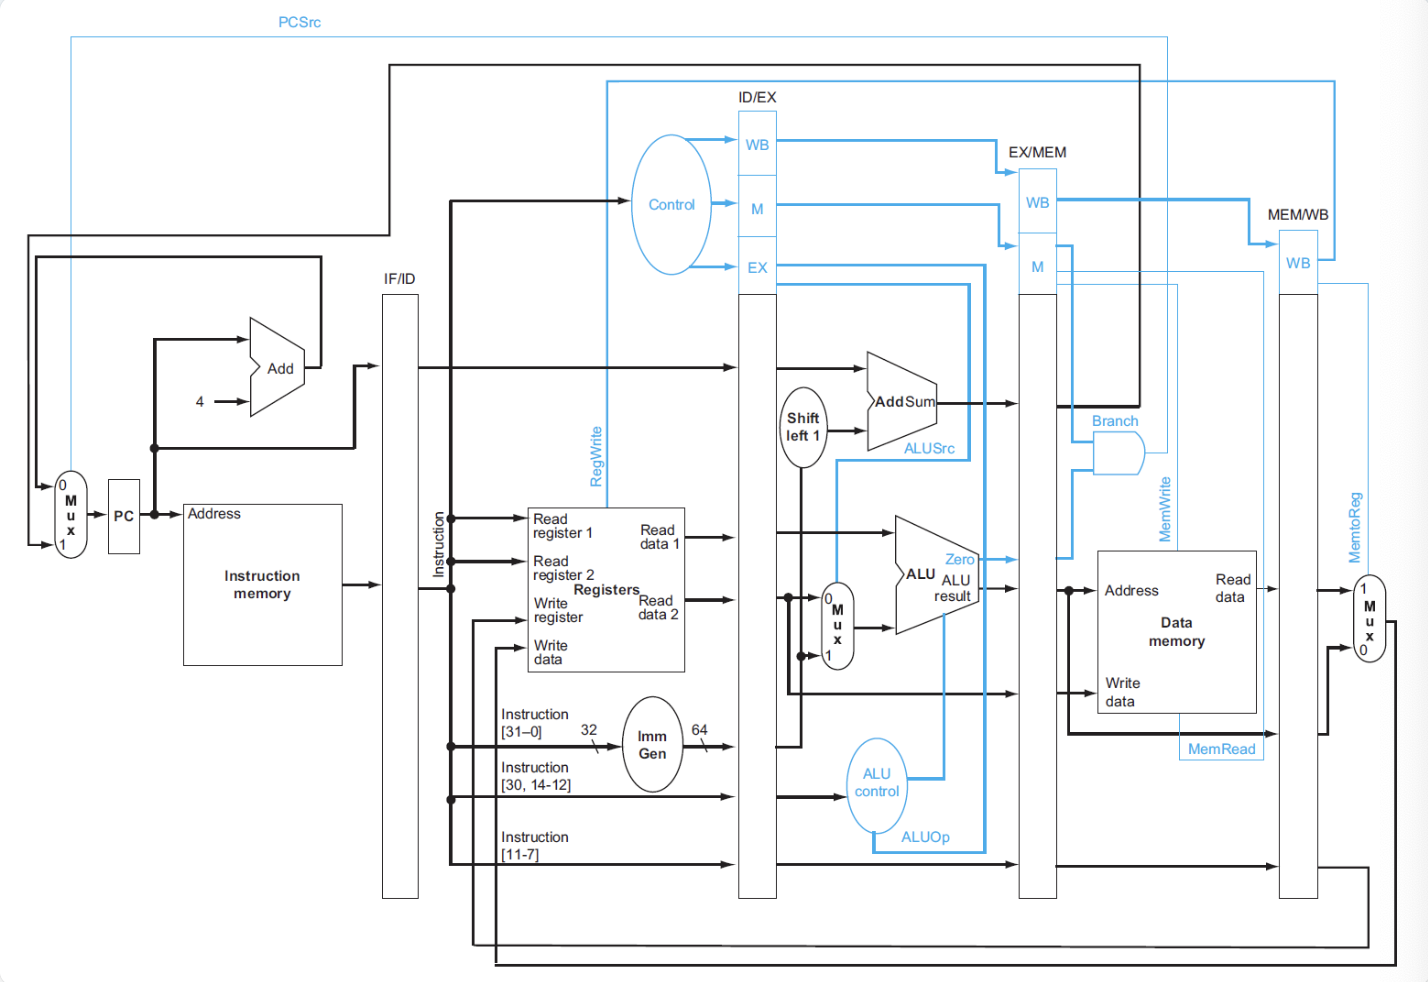 PCSrc
ID/EX
WB
EX/MEM
Control
M
WB
MEM/WB
EX
M
WB
IF/ID
Add
4
Shift
left 1
AddSum
Branch
ALUSrc
RegWrite
MemWrite
MemtoReg
0
M
u
x
1
PC
Address
Instruction
memory
Instruction
Read
register 1
Read
register 2
Write
register
Write
data
Registers
Read
data 1
Read
data 2
0
M
u
x
1
ALU
Zero
ALU
result
Address
Read
data
Data
memory
Write
data
1
M
u
x
0
MemRead
Instruction
[31–0]
32
Imm
Gen
64
Instruction
[30, 14-12]
ALU
control
Instruction
[11-7]
ALUOp